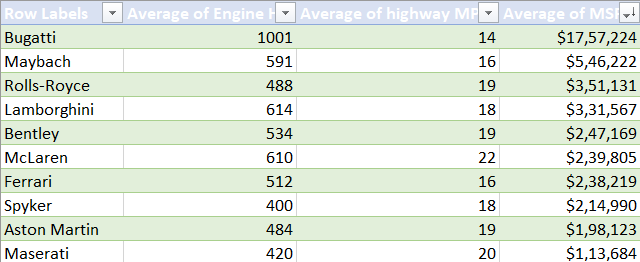 Row Labels Average of Engine Average of highway Average of
Bugatti 1001 14 $17,57,224
Maybach 591 16 $5,46,222
Rolls-Royce 488 19 $3,51,131
Lamborghini 614 18 $3,31,567
Bentley 534 19 $2,47,169
McLaren 610 22 $2,39,805
Ferrari 512 16 $2,38,219
Spyker 400 18 $2,14,990
Aston Martin 484 19 $1,98,123
Maserati 420 20 $1,13,684